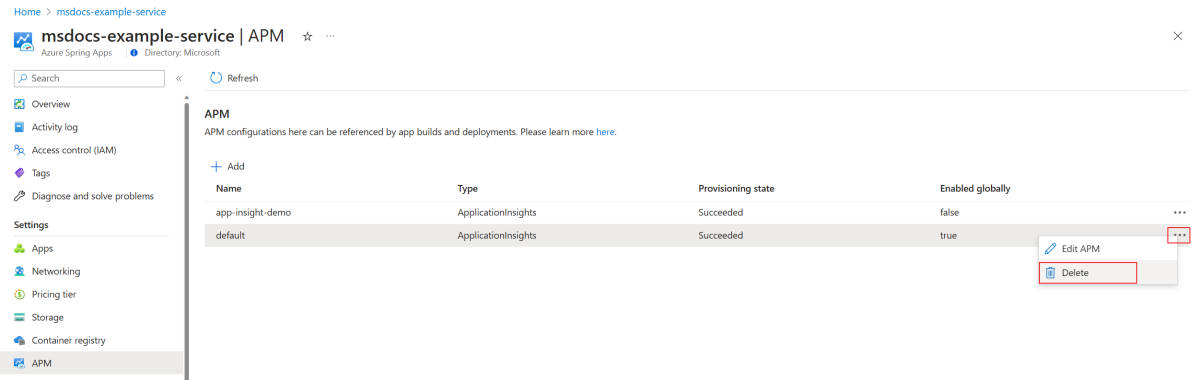 Home > msdocs-example-service
msdocs-example-service | APM
Azure Spring Apps
Directory: Microsoft
Search
Refresh
Overview
Activity log
Access control (IAM)
Tags
Diagnose and solve problems
Settings
Apps
Networking
Pricing tier
Storage
Container registry
APM
APM
APM configurations here can be referenced by app builds and deployments. Please learn more here.
Add
Name Type Provisioning state Enabled globally
app-insight-demo ApplicationInsights Succeeded false
default ApplicationInsights Succeeded true
Edit APM
Delete